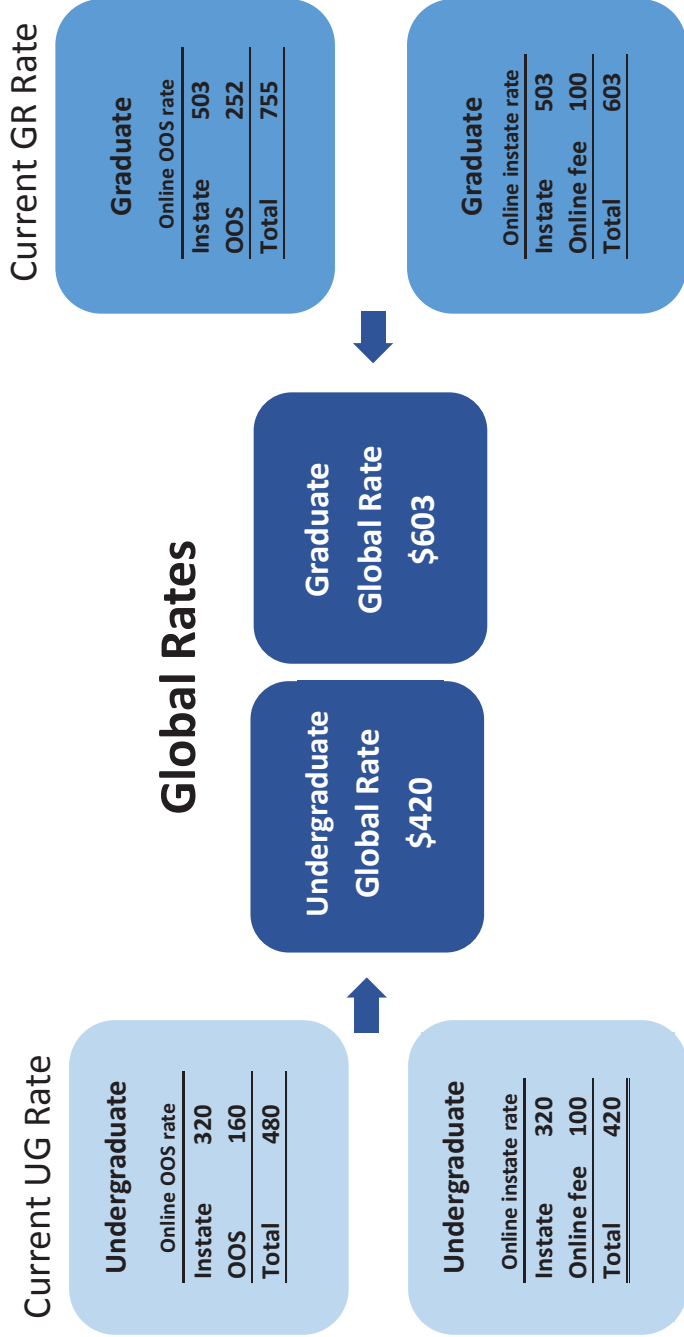 Global Rates
Current UG Rate
Undergraduate
Online OOS rate
Instate 320
OOS 160
Total 480
Undergraduate
Online instate rate
Instate 320
Online fee 100
Total 420
Undergraduate
Global Rate
$420
Graduate
Global Rate
$603
Current GR Rate
Graduate
Online OOS rate
Instate 503
OOS 252
Total 755
Graduate
Online instate rate
Instate 503
Online fee 100
Total 603